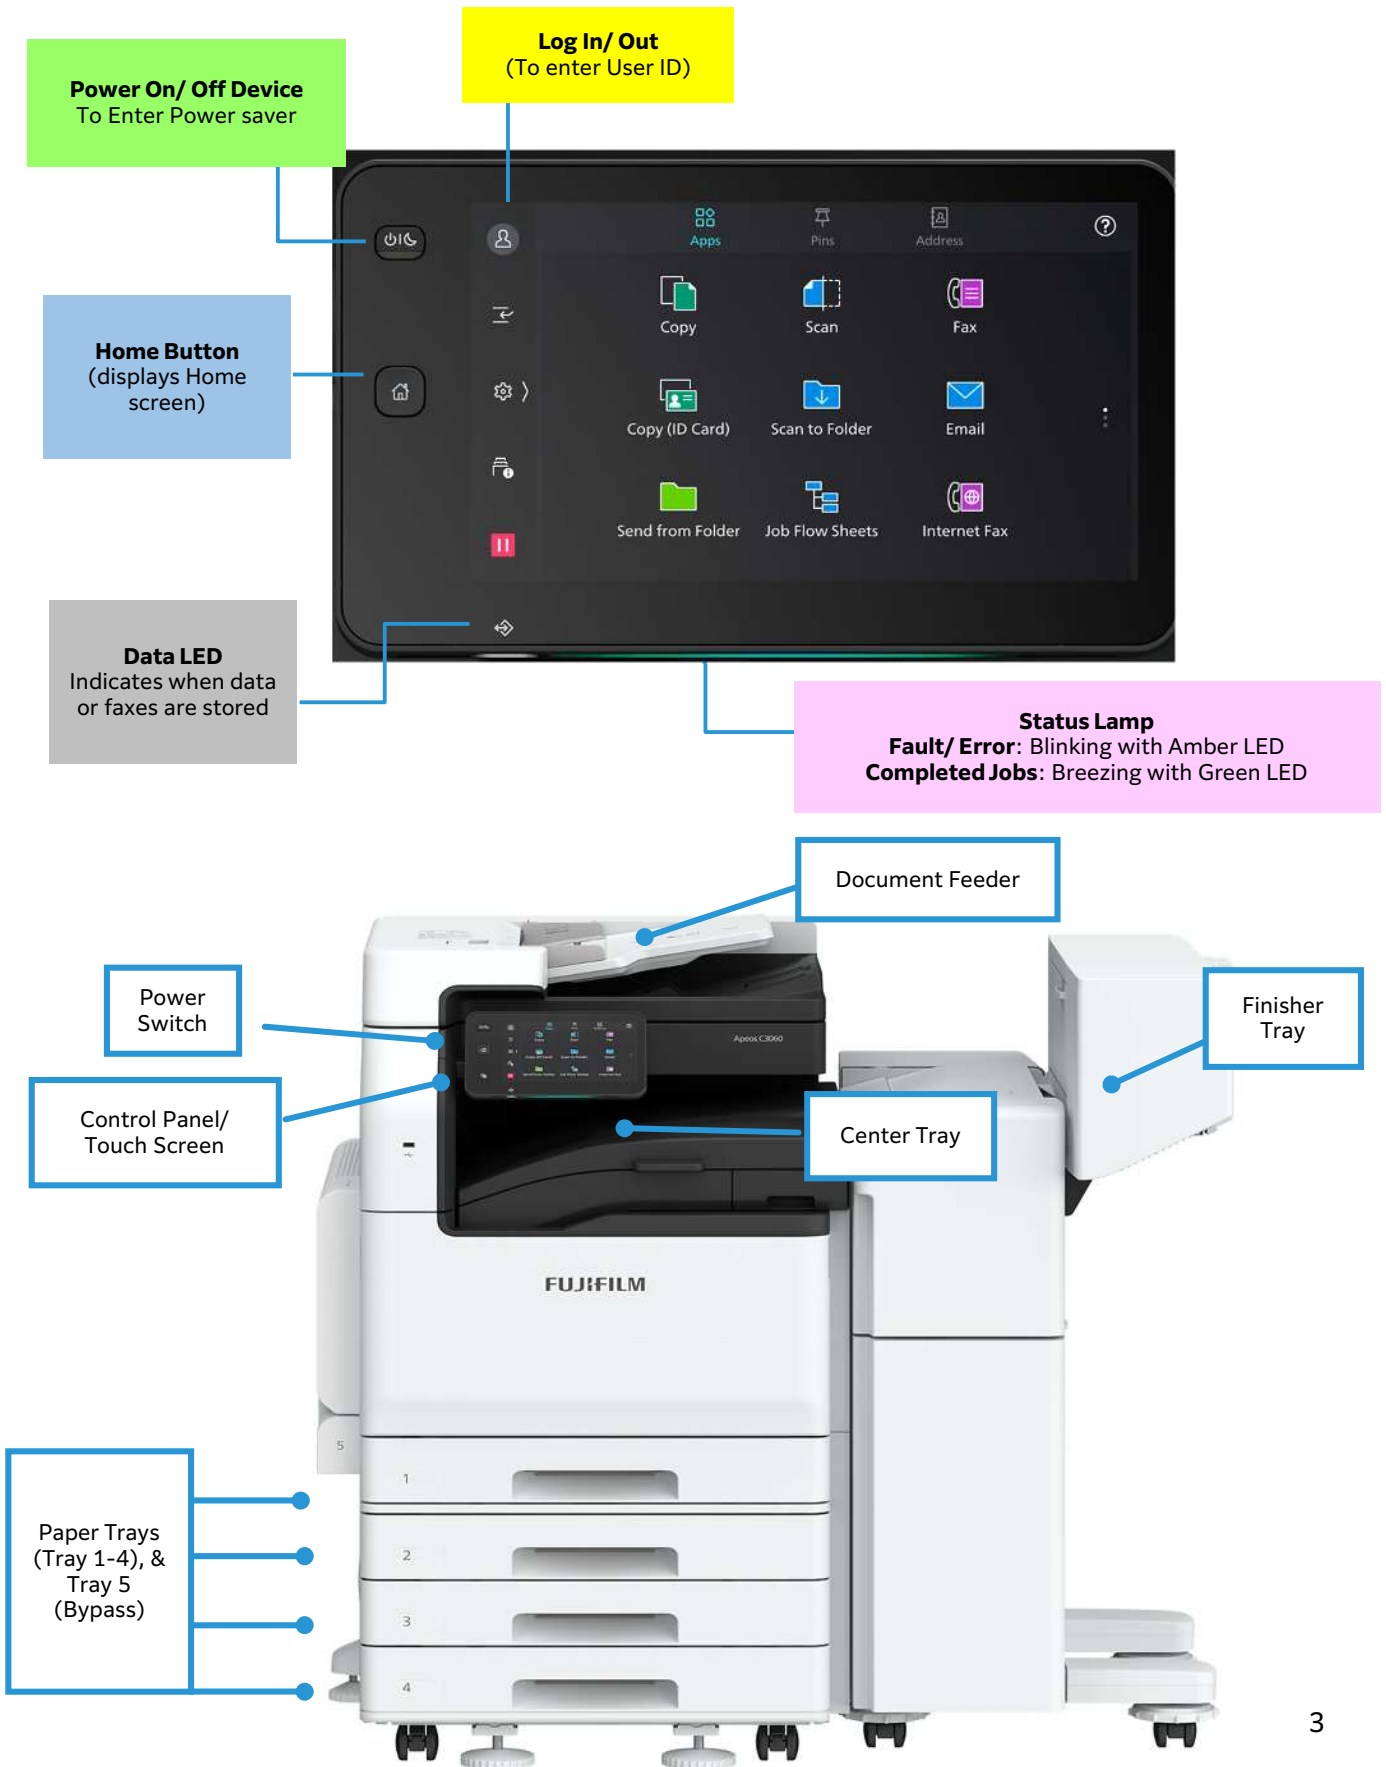 Log In/ Out
(To enter User ID)
Power On/ Off Device
To Enter Power saver
Apps
Pins
Address
Copy
Scan
Fax
Home Button
(displays Home
screen)
Copy (ID Card)
Scan to Folder
Email
Send from Folder
Job Flow Sheets
Internet Fax
Data LED
Indicates when data
or faxes are stored
Status Lamp
Fault/ Error: Blinking with Amber LED
Completed Jobs: Breezing with Green LED
Document Feeder
Power
Switch
Finisher
Tray
Apeos C3060
Control Panel/
Touch Screen
Center Tray
FUJIFILM
5
1
2
3
4
Paper Trays
(Tray 1-4), &
Tray 5
(Bypass)
3